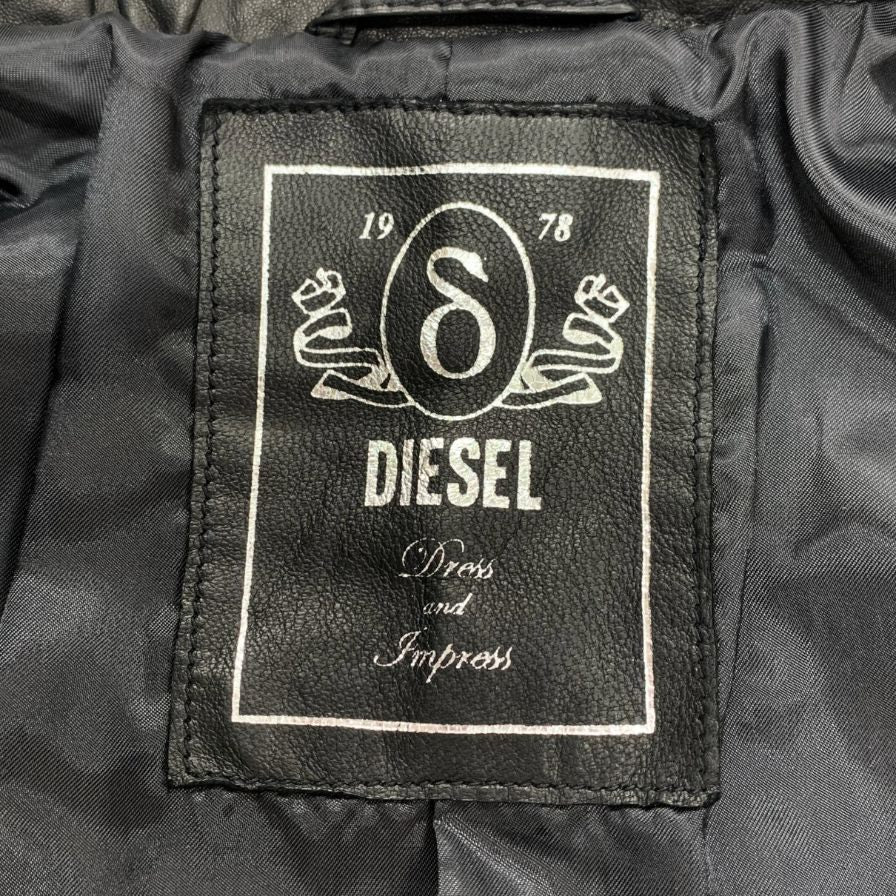 19 78
δ
DIESEL
Dress
and
Impress